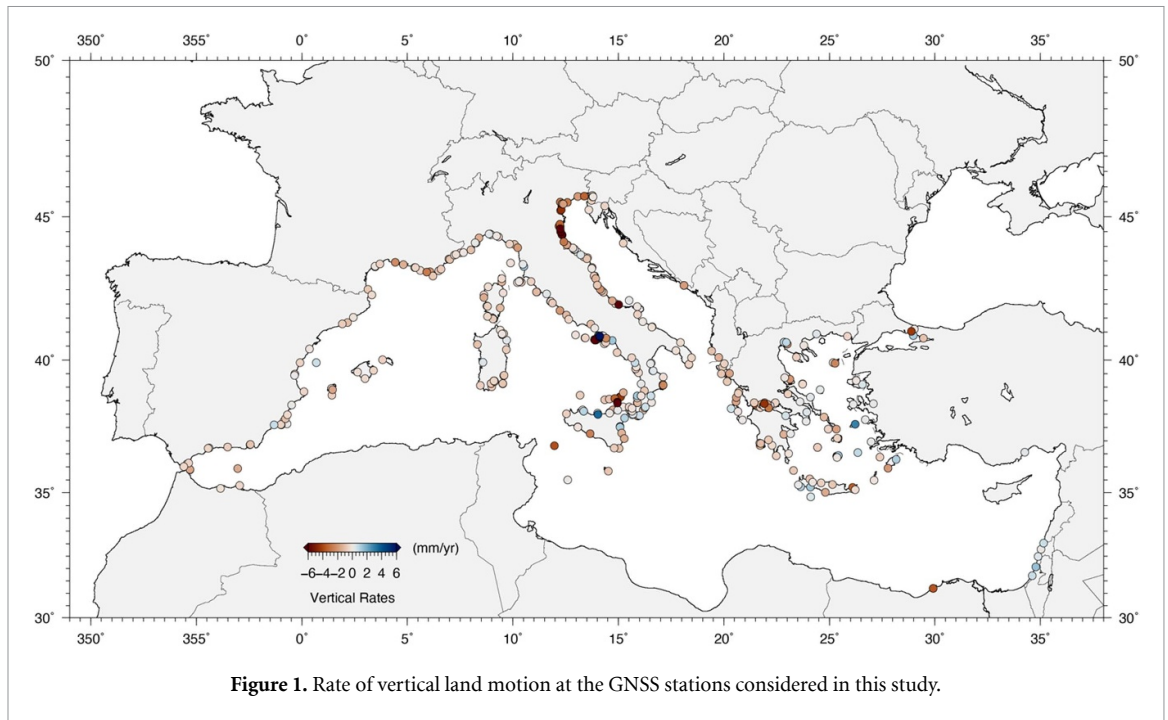 350˚ 355˚ 0˚ 5˚ 10˚ 15˚ 20˚ 25˚ 30˚ 35˚
50˚ 50˚
45˚ 45˚
40˚ 40˚
35˚ 35˚
(mm/yr)
−6−4−2 0 2 4 6
Vertical Rates
30˚ 30˚
350˚ 355˚ 0˚ 5˚ 10˚ 15˚ 20˚ 25˚ 30˚ 35˚
Figure 1. Rate of vertical land motion at the GNSS stations considered in this study.